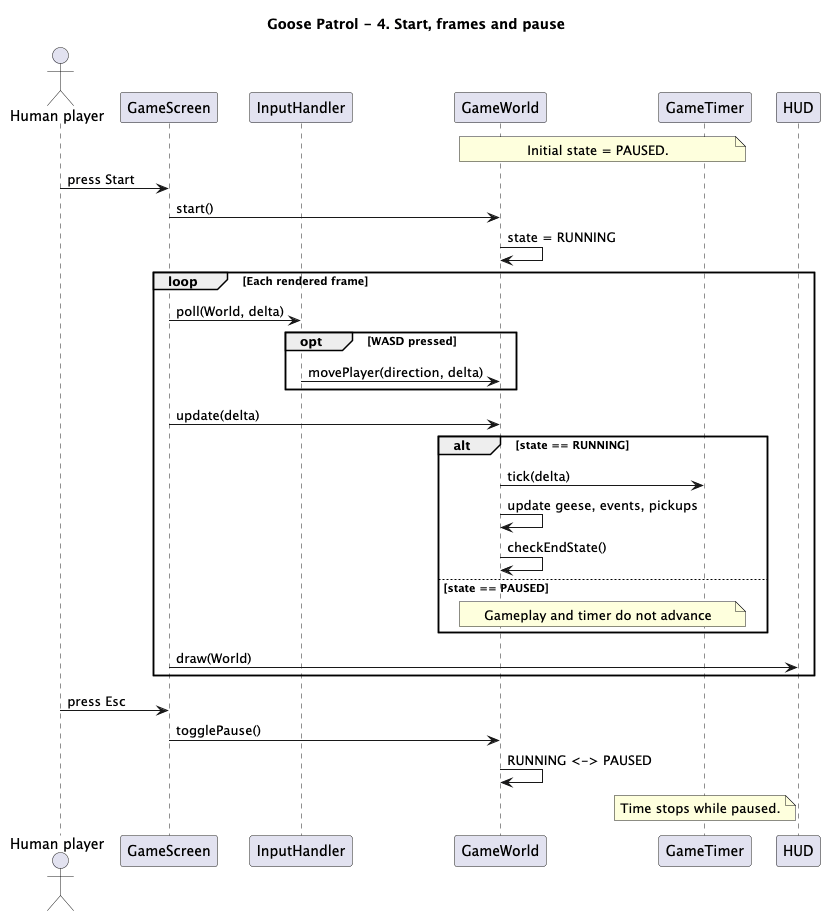 Goose Patrol - 4. Start, frames and pause
Human player
GameScreen
InputHandler
GameWorld
GameTimer
HUD
Initial state = PAUSED.
press Start
start()
state = RUNNING
loop
[Each rendered frame]
poll(World, delta)
opt
[WASD pressed]
movePlayer(direction, delta)
update(delta)
alt
[state == RUNNING]
tick(delta)
update geese, events, pickups
checkEndState()
[state == PAUSED]
Gameplay and timer do not advance
draw(World)
press Esc
togglePause()
RUNNING <-> PAUSED
Time stops while paused.
Human player
GameScreen
InputHandler
GameWorld
GameTimer
HUD